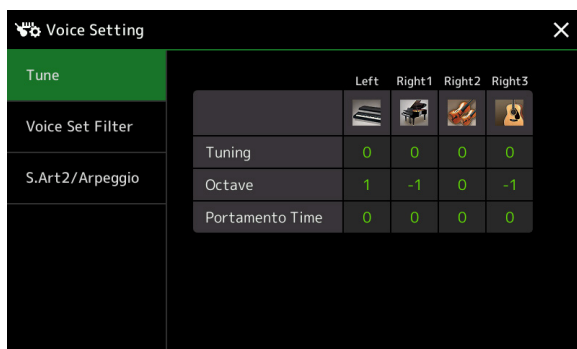 Voice Setting
Tune
Voice Set Filter
S.Art2/Arpeggio
Left Right1 Right2 Right3
Tuning 0 0 0 0
Octave 1 -1 0 -1
Portamento Time 0 0 0 0